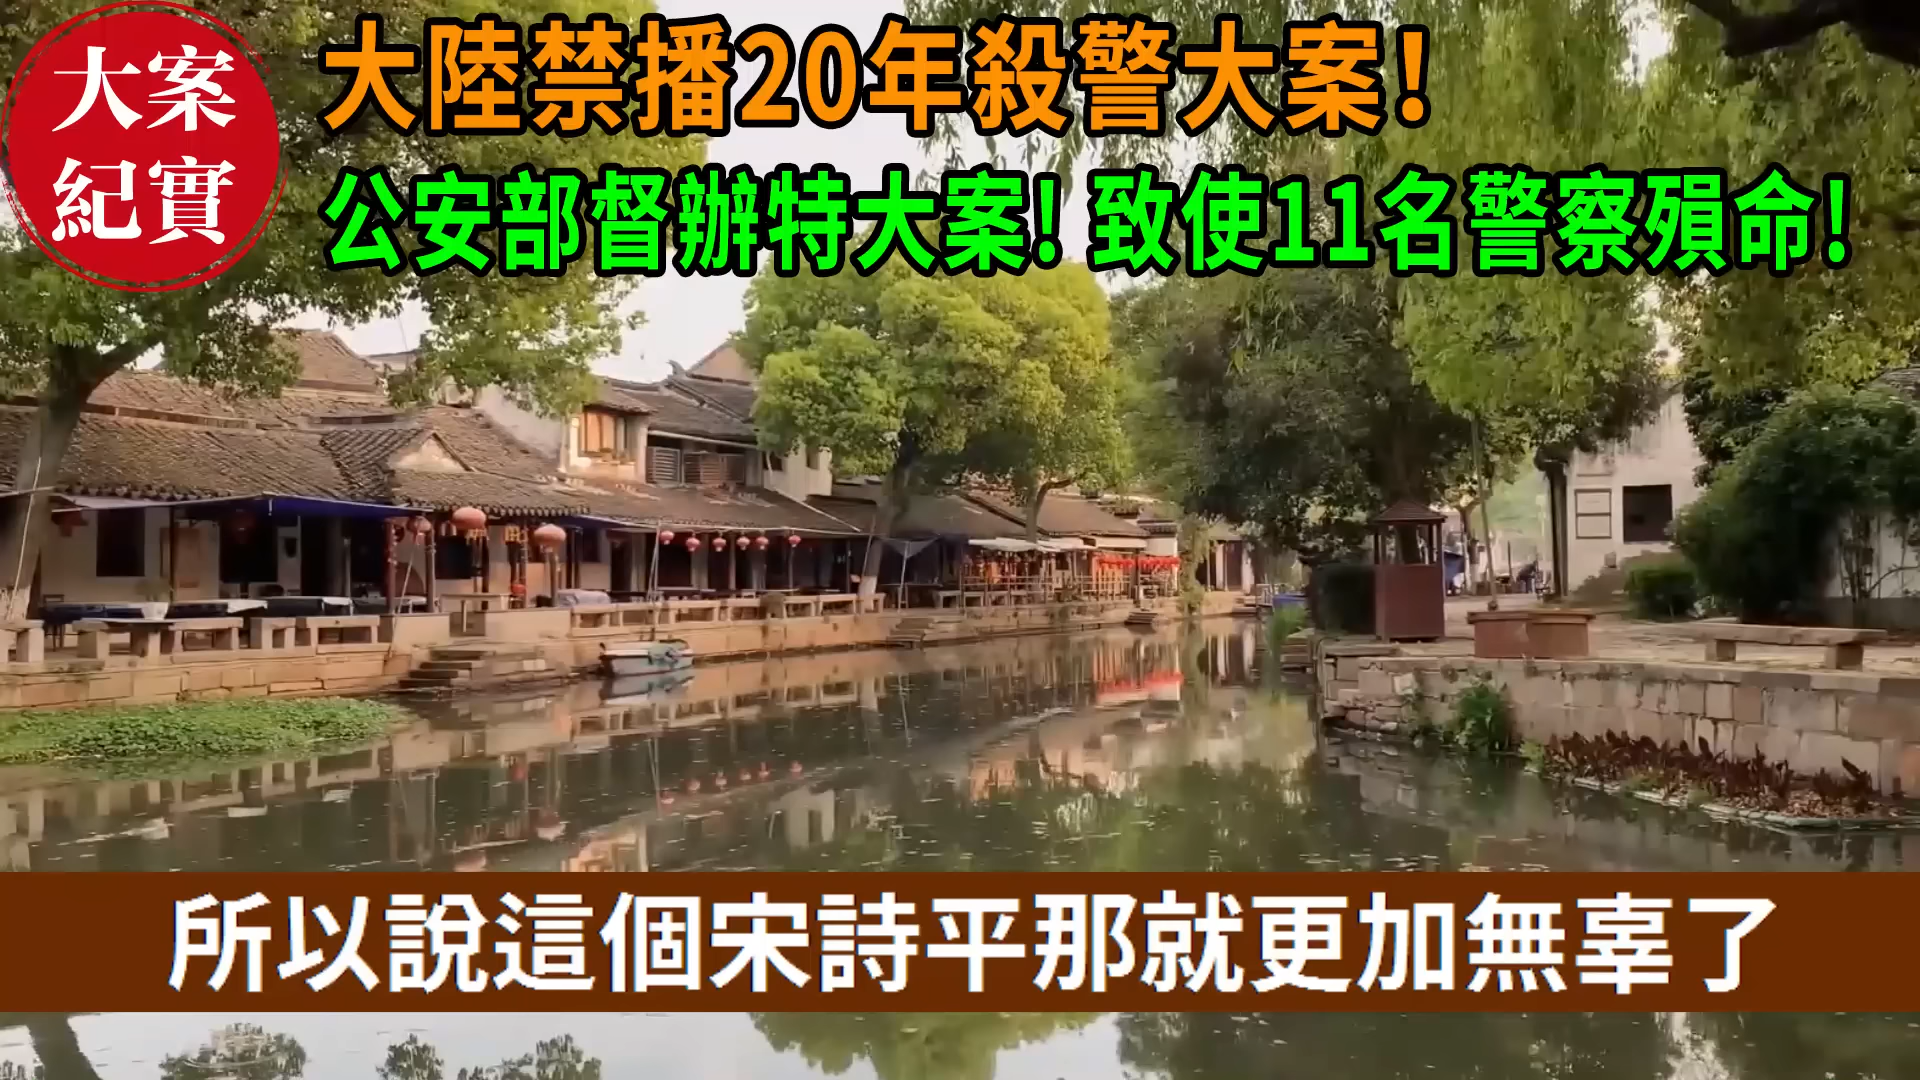 大案
紀實
大陸禁播20年殺警大案!
公安部督辦特大案! 致使11名警察殞命!
所以說這個宋詩平那就更加無辜了